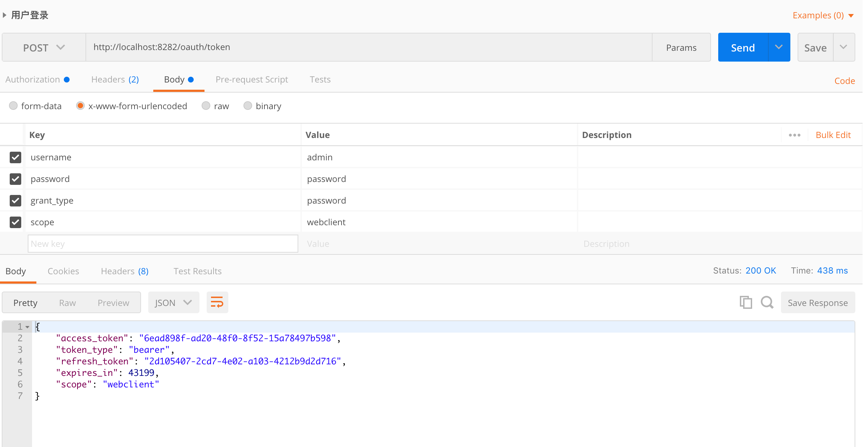 用户登录 Examples (0)
POST http://localhost:8282/oauth/token Params Send Save
Authorization Headers (2) Body Pre-request Script Tests Code
form-data x-www-form-urlencoded raw binary
Key Value Description ••• Bulk Edit
username admin
password password
grant_type password
scope webclient
New key Value Description
Body Cookies Headers (8) Test Results Status: 200 OK Time: 438 ms
Pretty Raw Preview JSON Save Response
1 {
2 "access_token": "6ead898f-ad20-48f0-8f52-15a78497b598",
3 "token_type": "bearer",
4 "refresh_token": "2d105407-2cd7-4e02-a103-4212b9d2d716",
5 "expires_in": 43199,
6 "scope": "webclient"
7 }